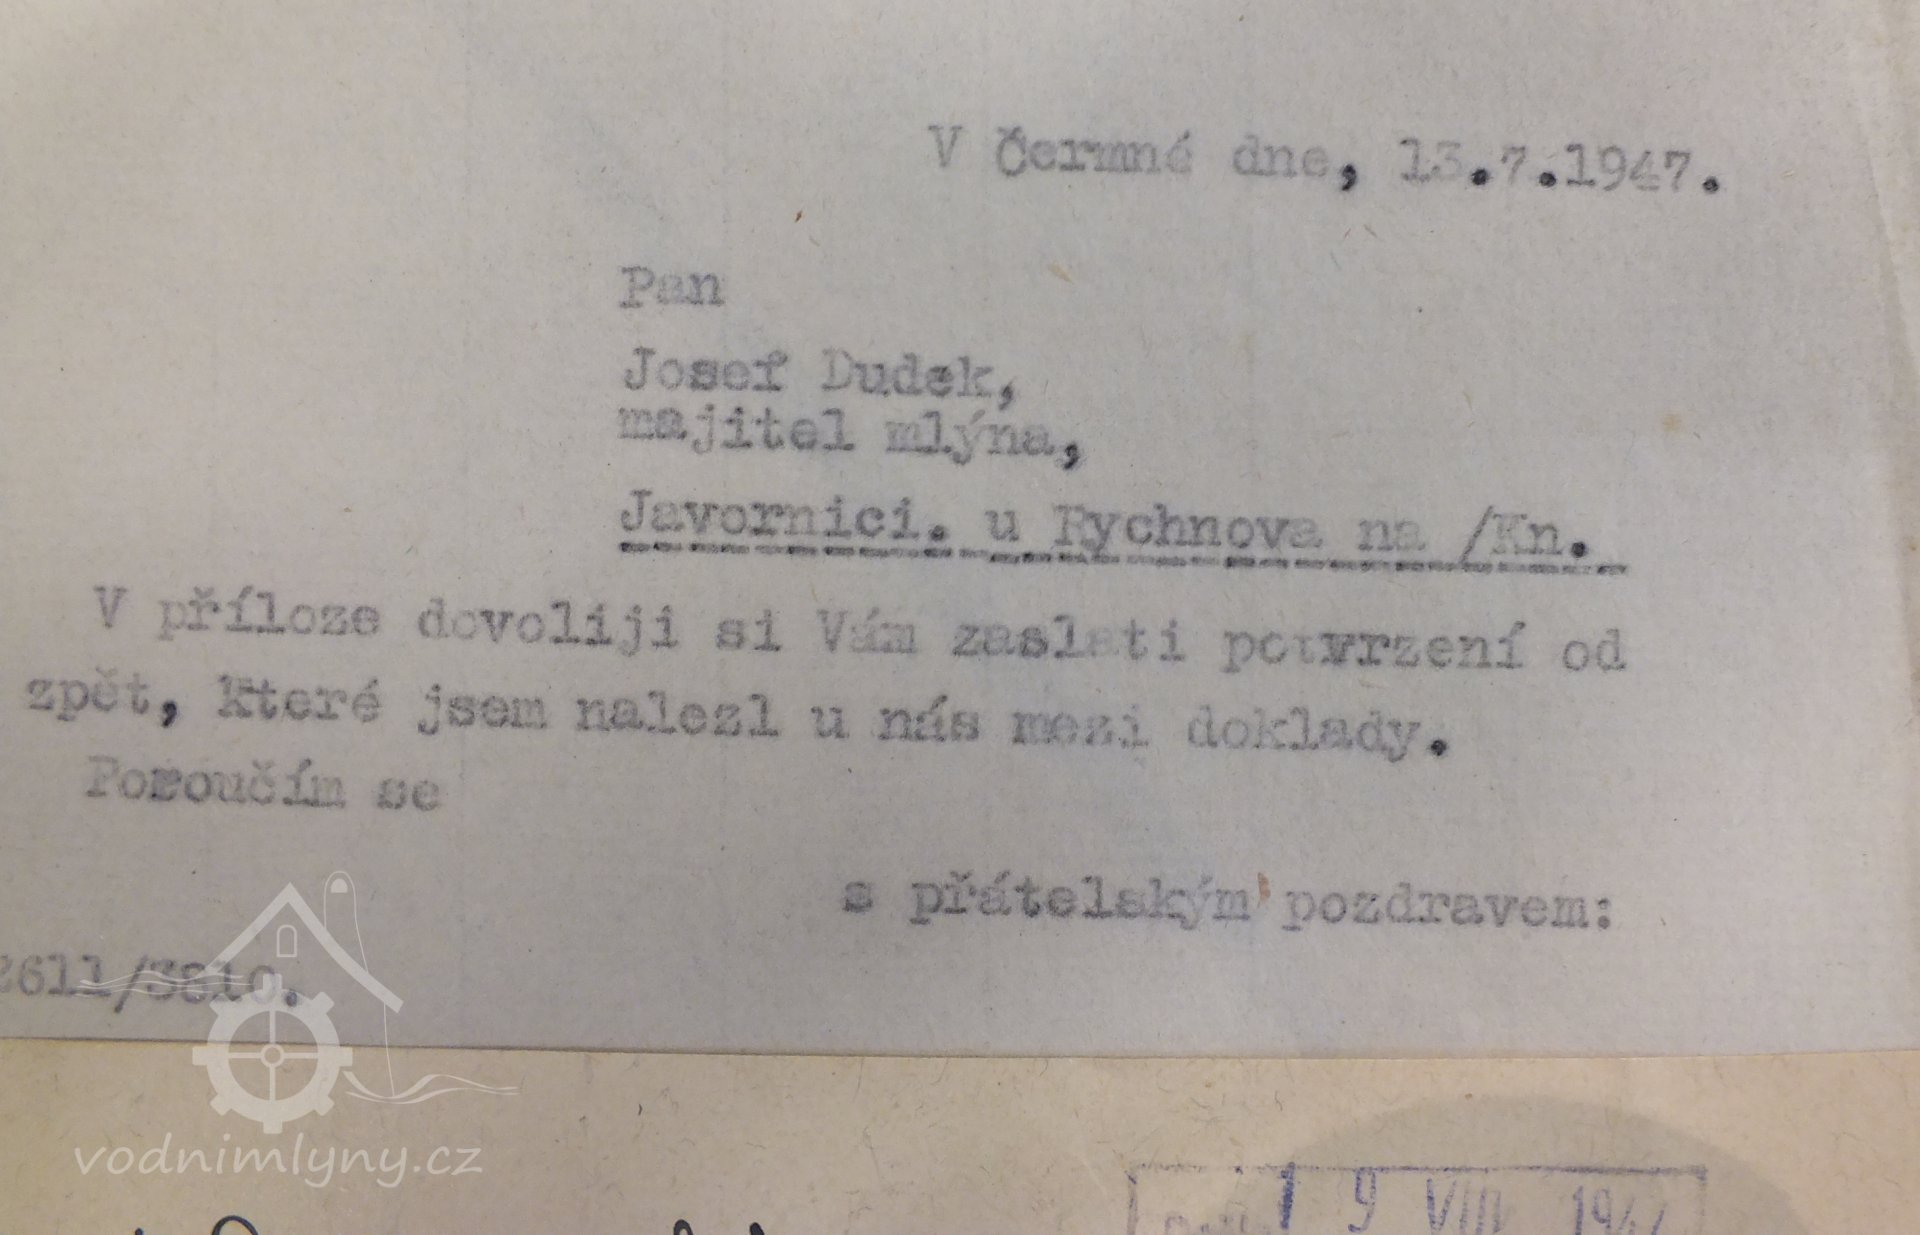 V Čermné dne, 13.7.1947.
Pan
Josef Dudek,
majitel mlýna,
Javornici. u Rychnova na /Kn.
V příloze dovoliji si Vám zaslati potvrzení od
zpět, které jsem nalezl u nás mezi doklady.
Poroučím se
s přátelským pozdravem:
2611/3810.
vodnimlyny.cz
19 VIII 1947